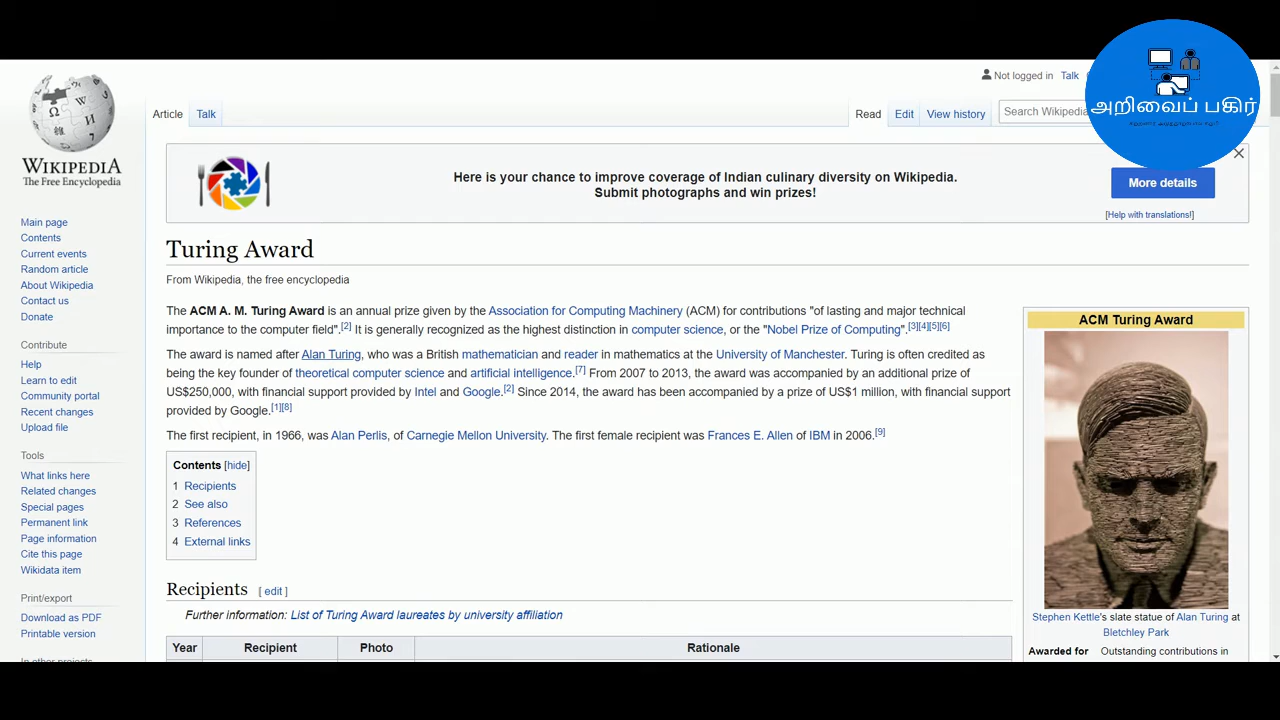 Not logged in Talk
அறிவைப் பகிர்
Article Talk Read Edit View history Search Wikipedia
WIKIPEDIA
The Free Encyclopedia
Here is your chance to improve coverage of Indian culinary diversity on Wikipedia.
Submit photographs and win prizes!
More details
[Help with translations!]
Main page
Contents
Current events
Random article
About Wikipedia
Contact us
Donate
Contribute
Help
Learn to edit
Community portal
Recent changes
Upload file
Tools
What links here
Related changes
Special pages
Permanent link
Page information
Cite this page
Wikidata item
Print/export
Download as PDF
Printable version
In other projects
Turing Award
From Wikipedia, the free encyclopedia
The ACM A. M. Turing Award is an annual prize given by the Association for Computing Machinery (ACM) for contributions "of lasting and major technical
importance to the computer field".[2] It is generally recognized as the highest distinction in computer science, or the "Nobel Prize of Computing".[3][4][5][6]
The award is named after Alan Turing, who was a British mathematician and reader in mathematics at the University of Manchester. Turing is often credited as
being the key founder of theoretical computer science and artificial intelligence.[7] From 2007 to 2013, the award was accompanied by an additional prize of
US$250,000, with financial support provided by Intel and Google.[2] Since 2014, the award has been accompanied by a prize of US$1 million, with financial support
provided by Google.[1][8]
The first recipient, in 1966, was Alan Perlis, of Carnegie Mellon University. The first female recipient was Frances E. Allen of IBM in 2006.[9]
Contents [hide]
1 Recipients
2 See also
3 References
4 External links
Recipients [ edit ]
Further information: List of Turing Award laureates by university affiliation
Year Recipient Photo Rationale
ACM Turing Award
Stephen Kettle's slate statue of Alan Turing at
Bletchley Park
Awarded for Outstanding contributions in